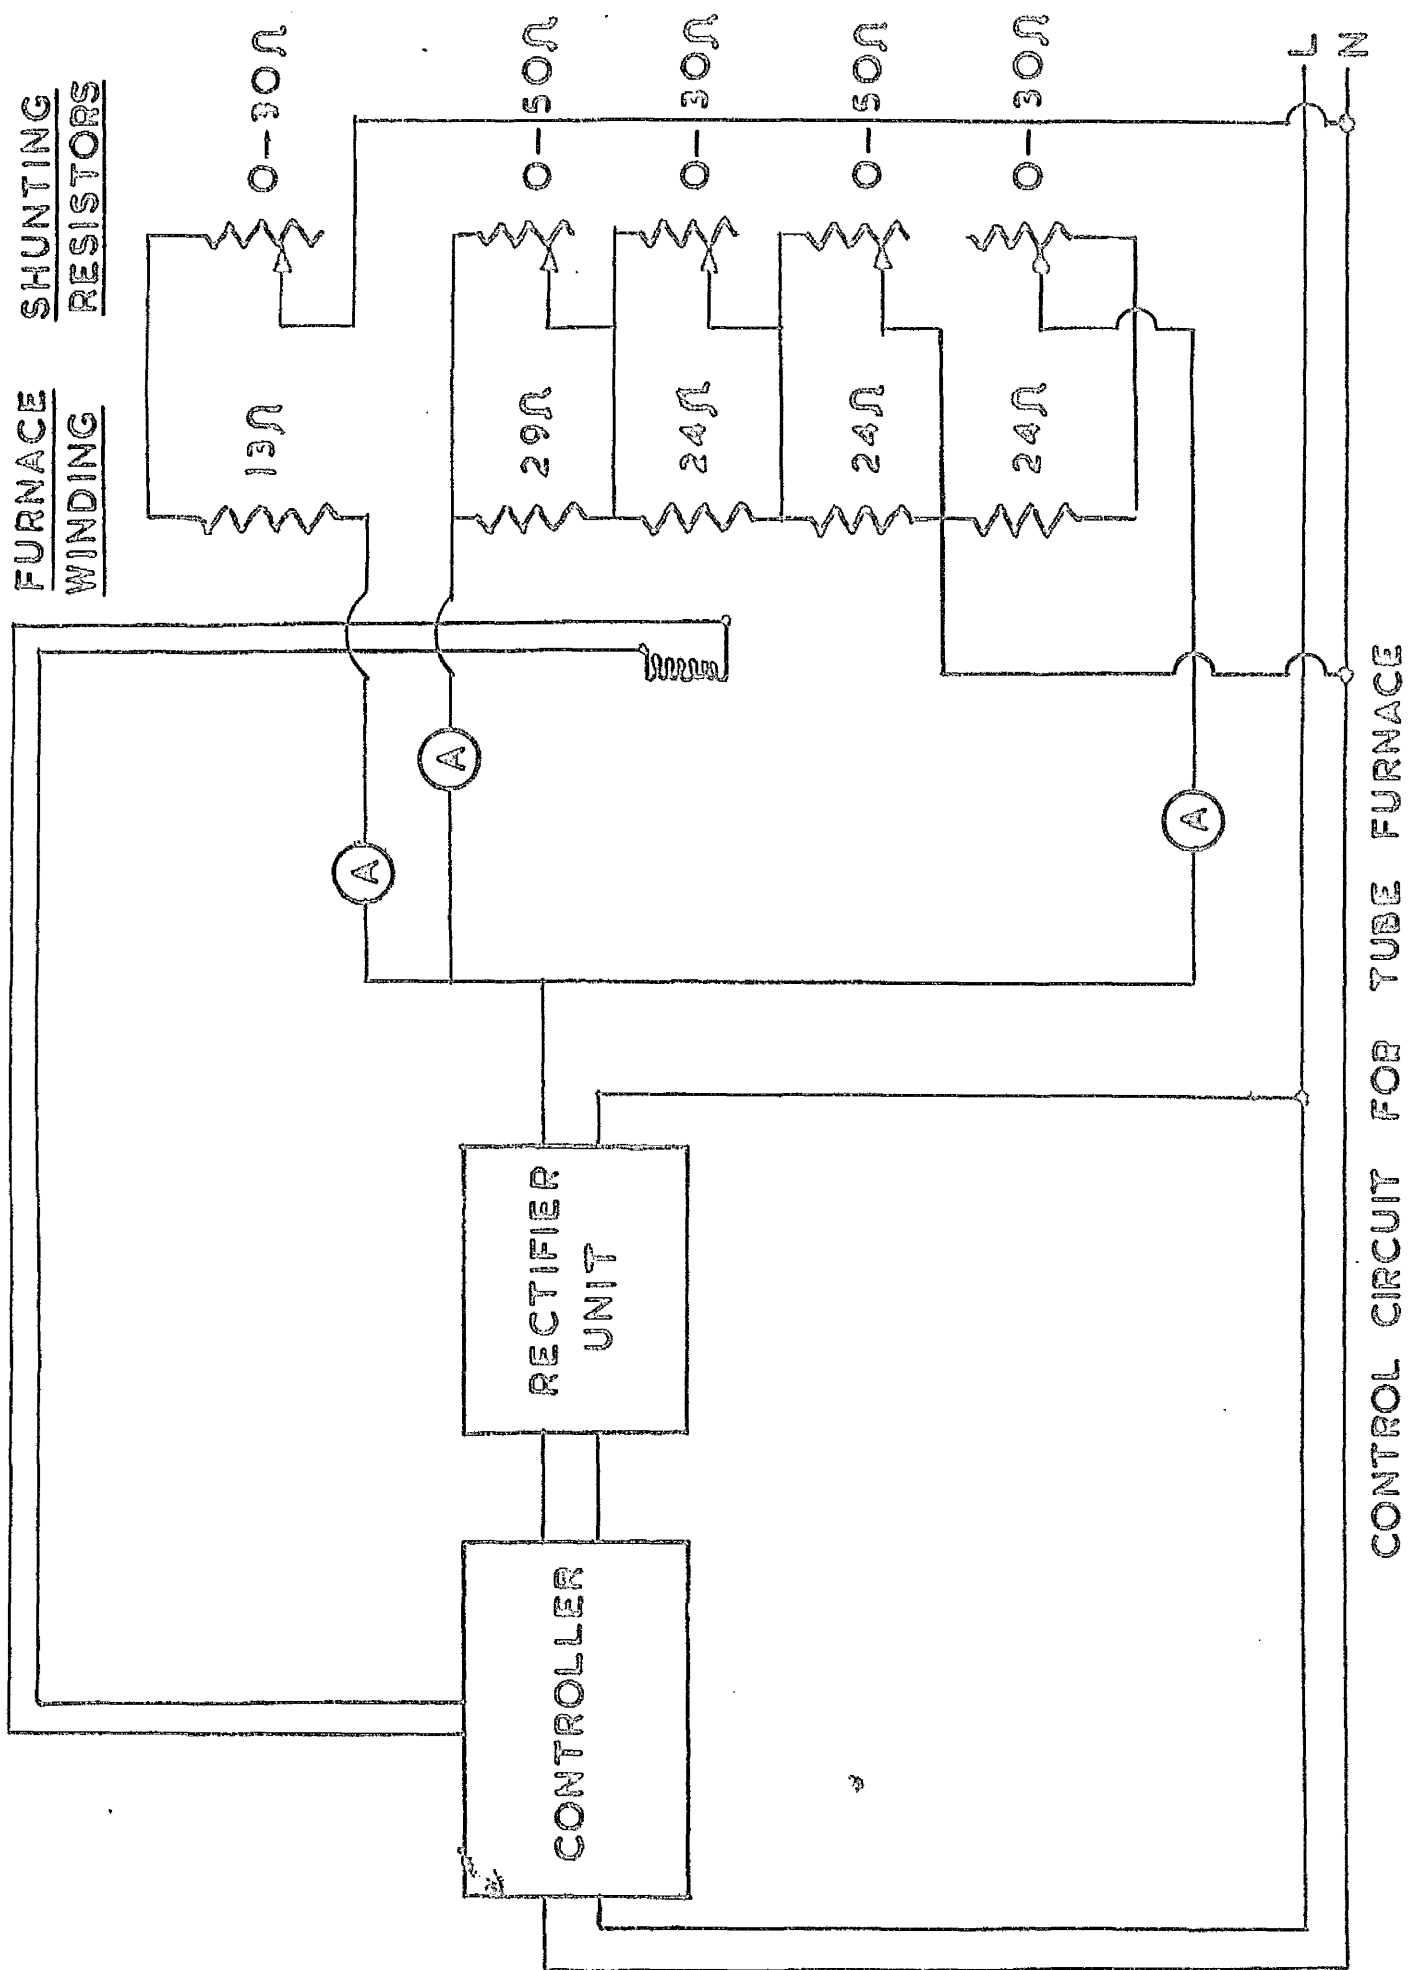 FURNACE
WINDING
SHUNTING
RESISTORS
13Ω
0-30Ω
29Ω
0-50Ω
24Ω
0-30Ω
24Ω
0-50Ω
24Ω
0-30Ω
A
A
A
RECTIFIER
UNIT
CONTROLLER
L
N
CONTROL CIRCUIT FOR TUBE FURNACE